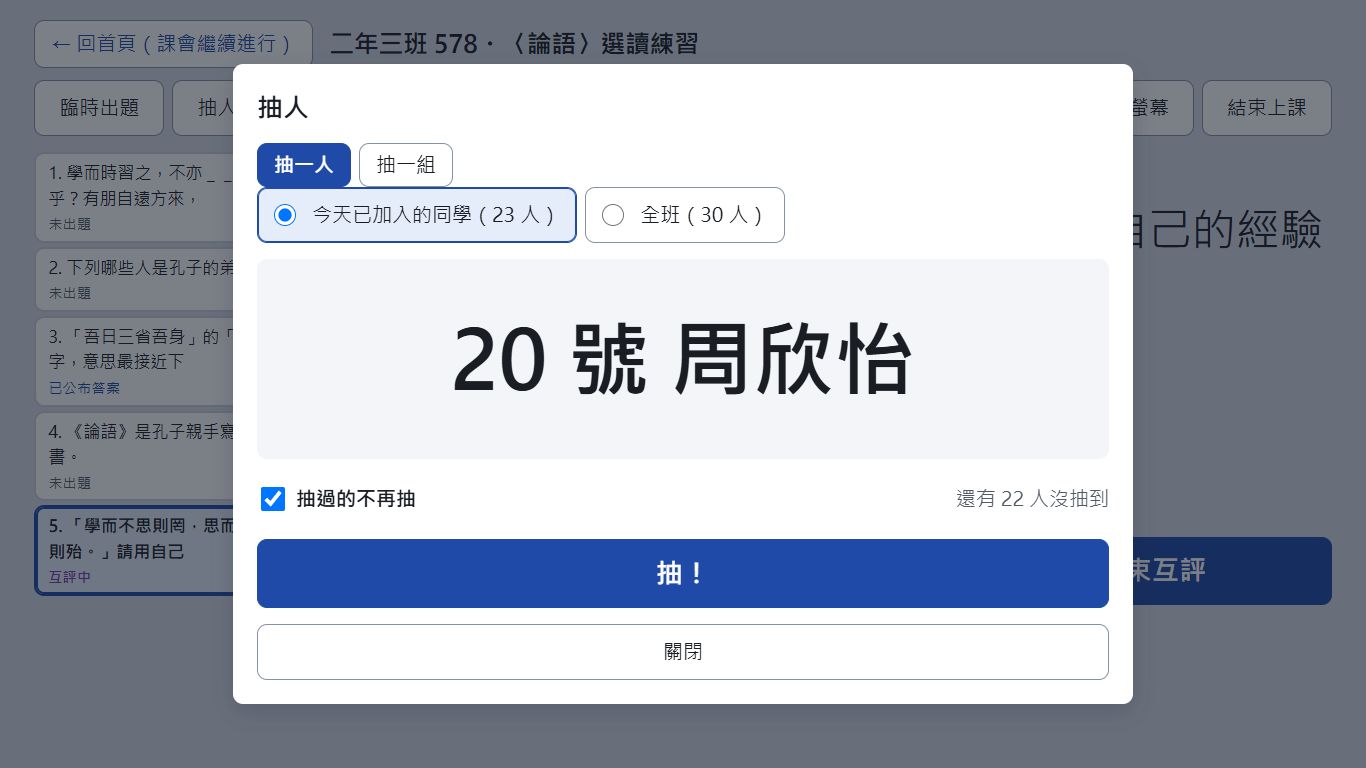 ← 回首頁（課會繼續進行）
二年三班 578・〈論語〉選讀練習
臨時出題
抽人
螢幕
結束上課
1. 學而時習之，不亦＿＿
乎？有朋自遠方來，
未出題
2. 下列哪些人是孔子的弟
未出題
3. 「吾日三省吾身」的「
字，意思最接近下
已公布答案
4. 《論語》是孔子親手寫
書。
未出題
5. 「學而不思則罔，思而
則殆。」請用自己
互評中
自己的經驗
束互評
抽人
抽一人
抽一組
今天已加入的同學（23 人）
全班（30 人）
20 號 周欣怡
抽過的不再抽
還有 22 人沒抽到
抽！
關閉